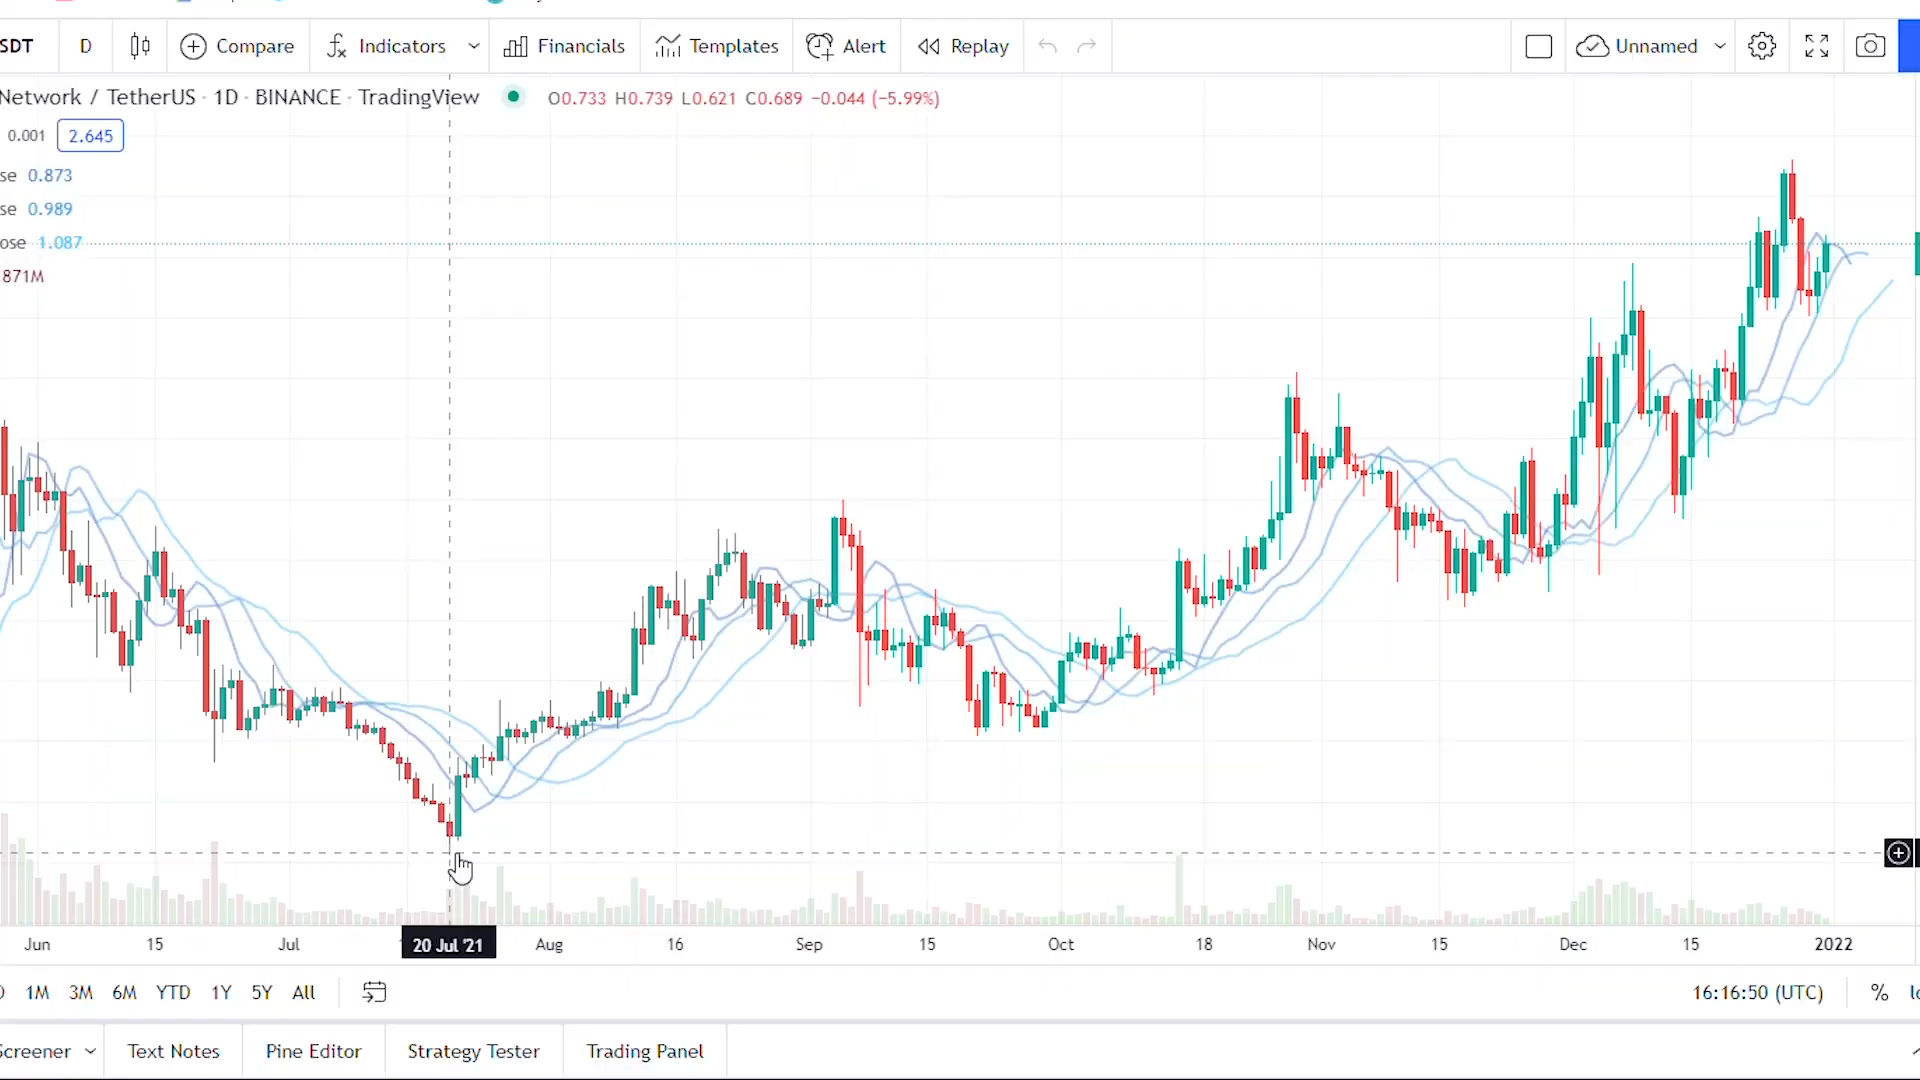 SDT D Compare Indicators Financials Templates Alert Replay Unnamed
Network / TetherUS · 1D · BINANCE · TradingView O0.733 H0.739 L0.621 C0.689 −0.044 (−5.99%)
0.001 2.645
se 0.873
se 0.989
ose 1.087
871M
Jun 15 Jul 20 Jul '21 Aug 16 Sep 15 Oct 18 Nov 15 Dec 15 2022
1M 3M 6M YTD 1Y 5Y All 16:16:50 (UTC) %
Screener Text Notes Pine Editor Strategy Tester Trading Panel